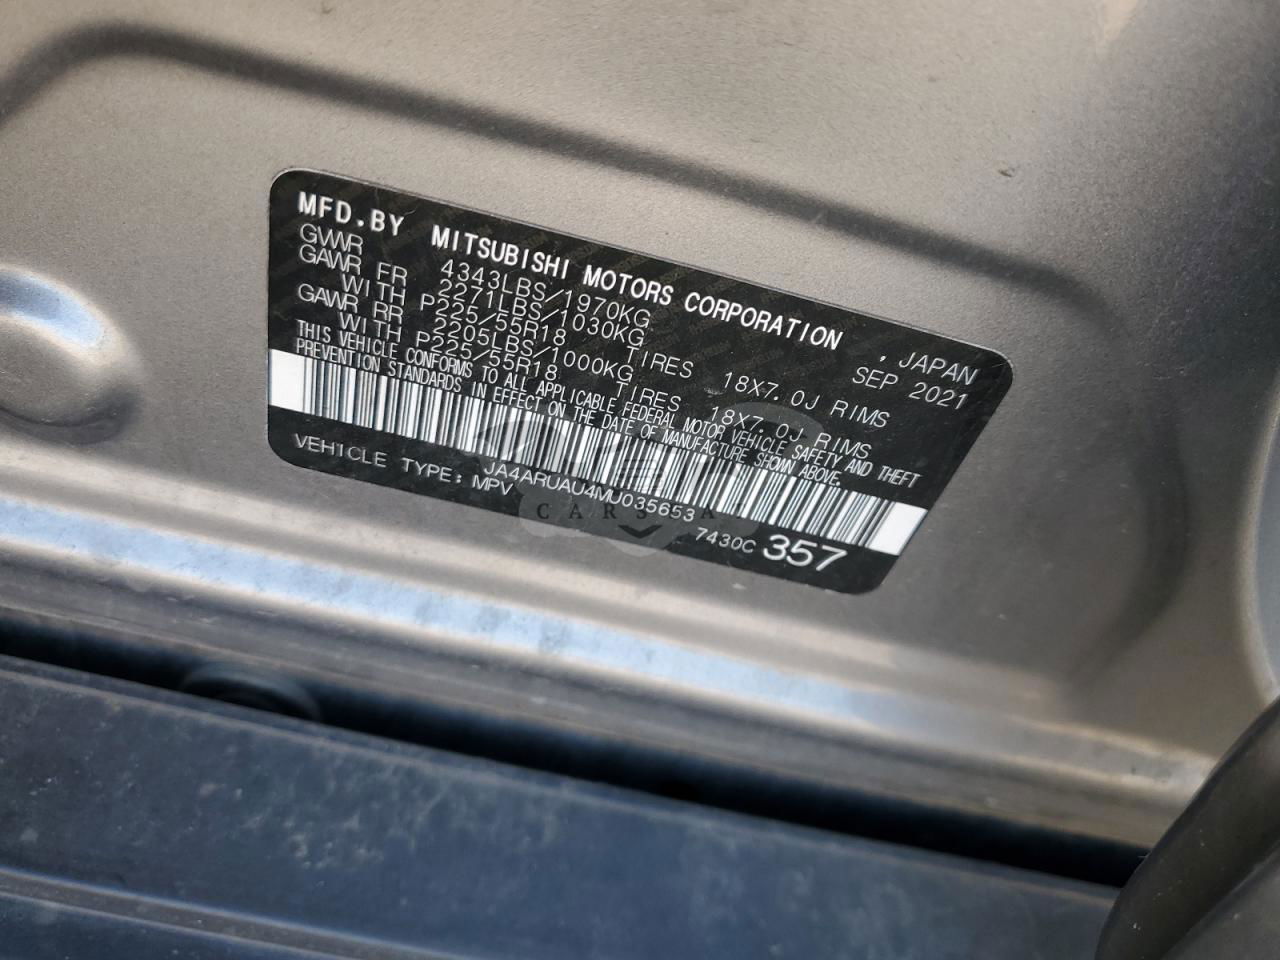 MFD.BY MITSUBISHI MOTORS CORPORATION , JAPAN
GVWR 4343LBS/1970KG SEP 2021
GAWR FR 2271LBS/1030KG
WITH P225/55R18 TIRES 18X7.0J RIMS
GAWR RR 2205LBS/1000KG
WITH P225/55R18 TIRES 18X7.0J RIMS
THIS VEHICLE CONFORMS TO ALL APPLICABLE FEDERAL MOTOR VEHICLE SAFETY AND THEFT
PREVENTION STANDARDS IN EFFECT ON THE DATE OF MANUFACTURE SHOWN ABOVE.
JA4ARUAU4MU035653
VEHICLE TYPE: MPV 7430C 357
CARS